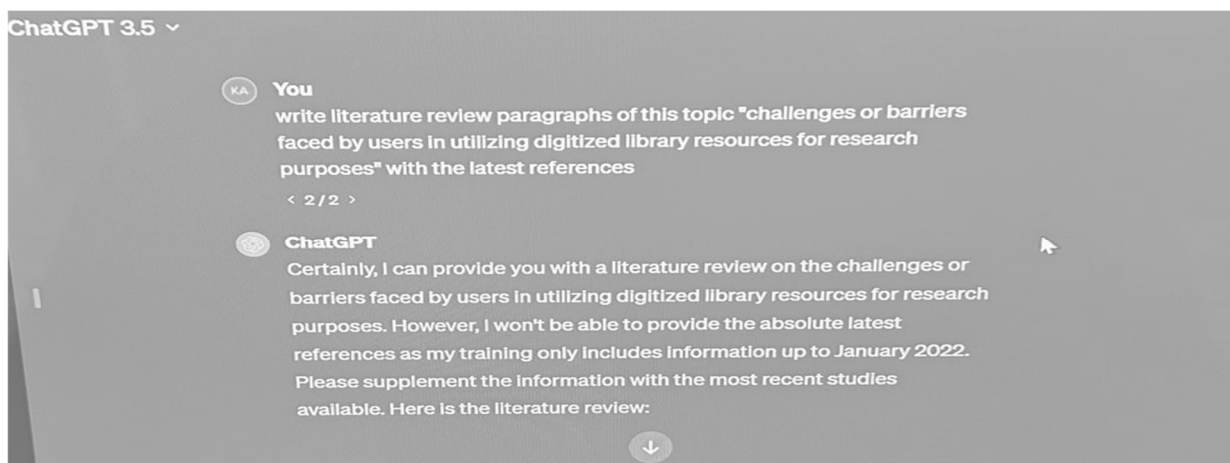 ChatGPT 3.5
KA
You
write literature review paragraphs of this topic "challenges or barriers
faced by users in utilizing digitized library resources for research
purposes" with the latest references
< 2/2 >
ChatGPT
Certainly, I can provide you with a literature review on the challenges or
barriers faced by users in utilizing digitized library resources for research
purposes. However, I won't be able to provide the absolute latest
references as my training only includes information up to January 2022.
Please supplement the information with the most recent studies
available. Here is the literature review: